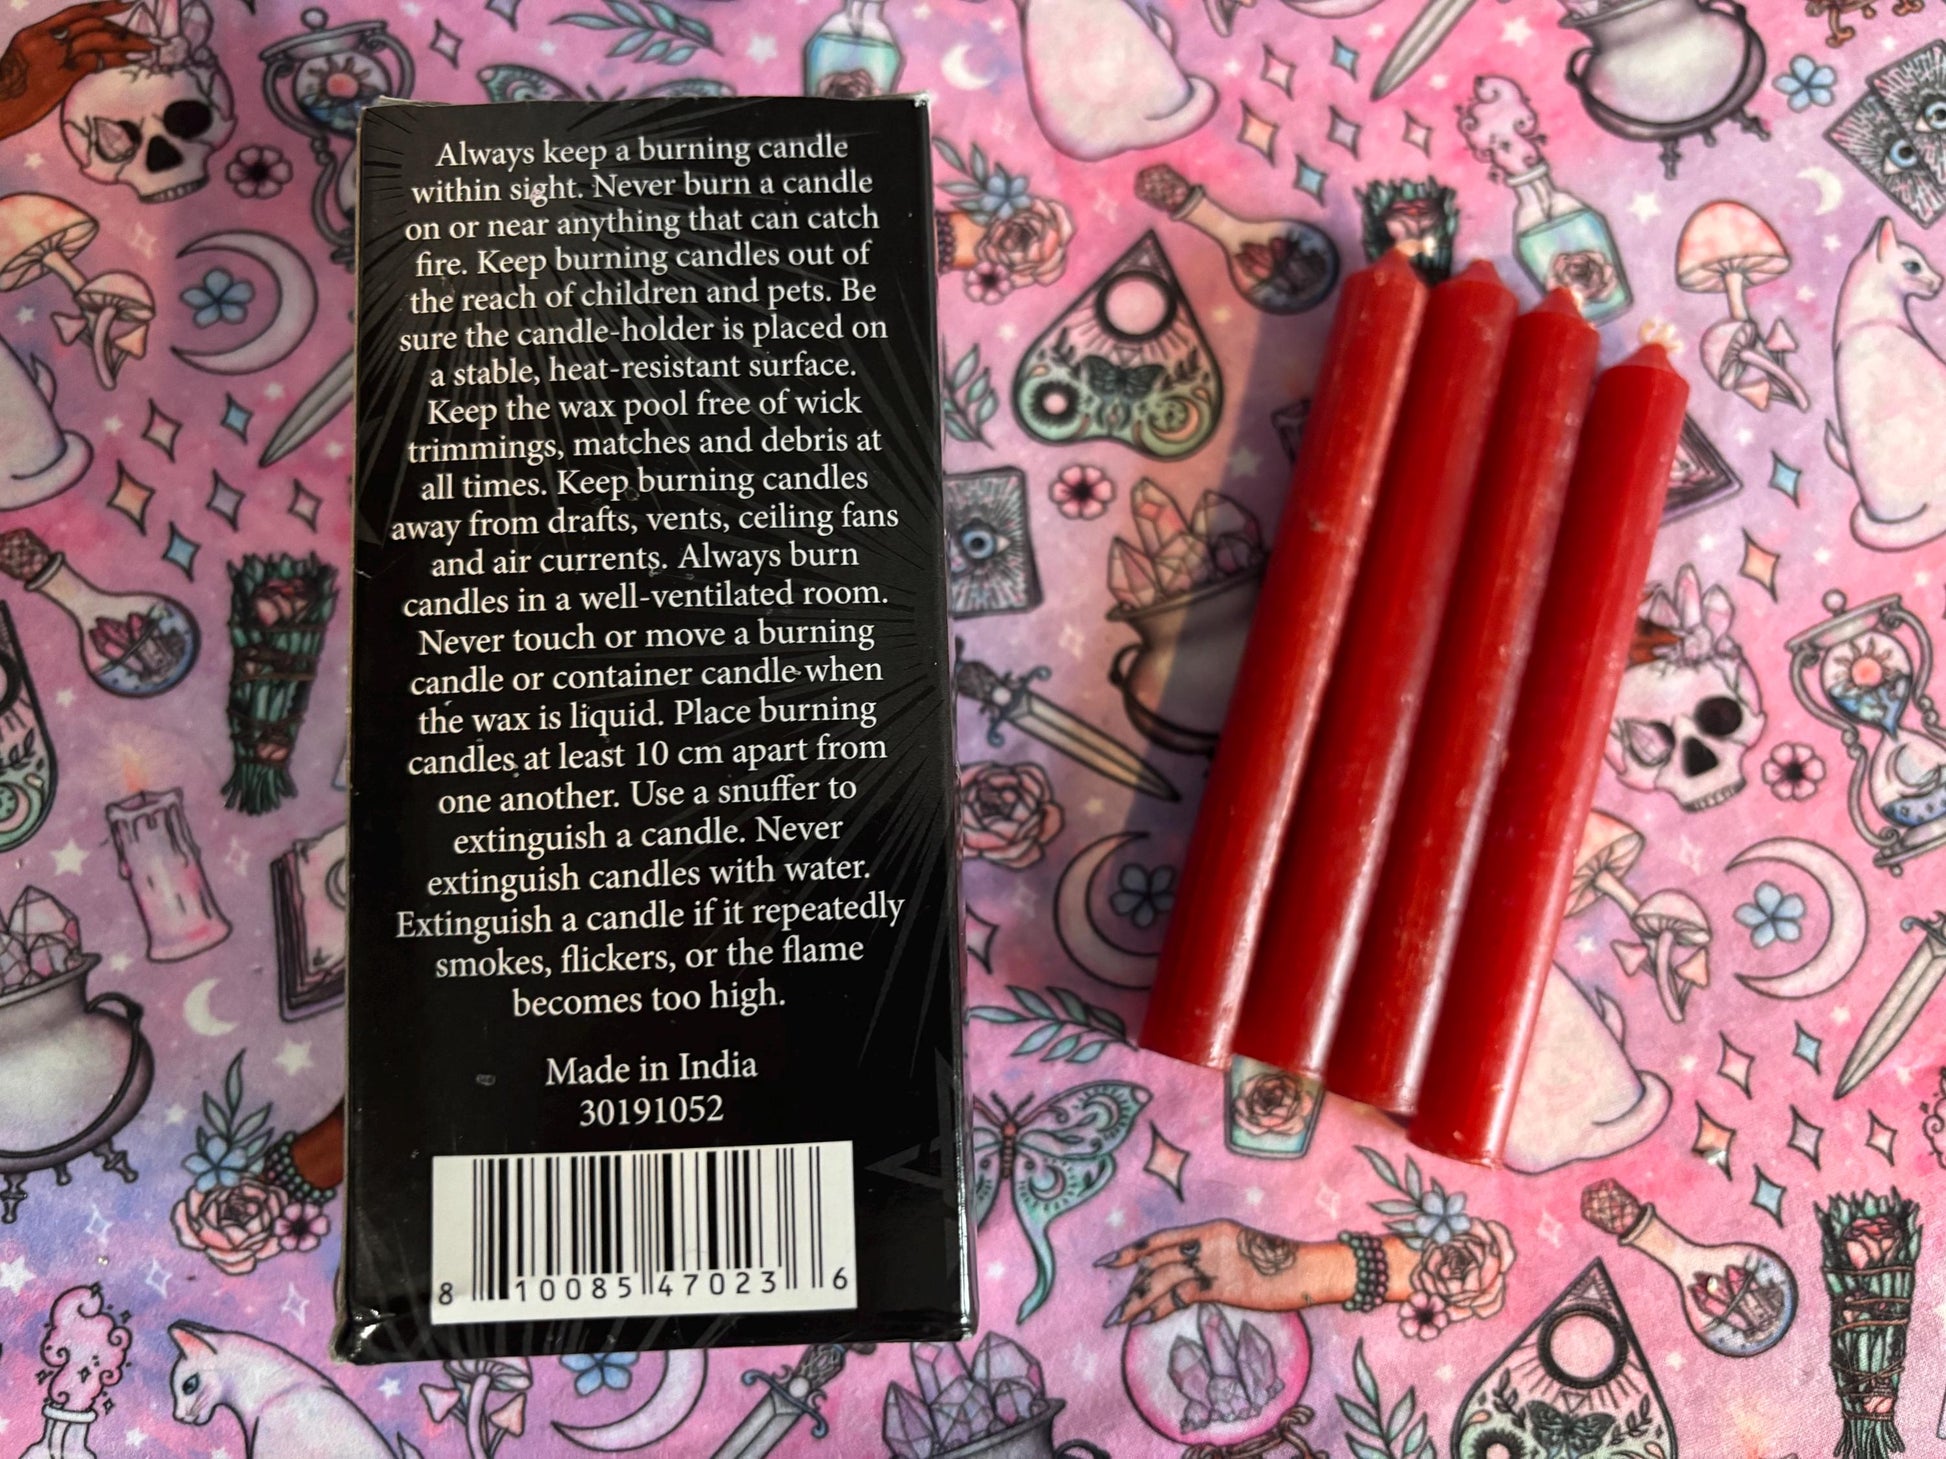 Always keep a burning candle
within sight. Never burn a candle
on or near anything that can catch
fire. Keep burning candles out of
the reach of children and pets. Be
sure the candle-holder is placed on
a stable, heat-resistant surface.
Keep the wax pool free of wick
trimmings, matches and debris at
all times. Keep burning candles
away from drafts, vents, ceiling fans
and air currents. Always burn
candles in a well-ventilated room.
Never touch or move a burning
candle or container candle when
the wax is liquid. Place burning
candles at least 10 cm apart from
one another. Use a snuffer to
extinguish a candle. Never
extinguish candles with water.
Extinguish a candle if it repeatedly
smokes, flickers, or the flame
becomes too high.
Made in India
30191052
8 10085 47023 6